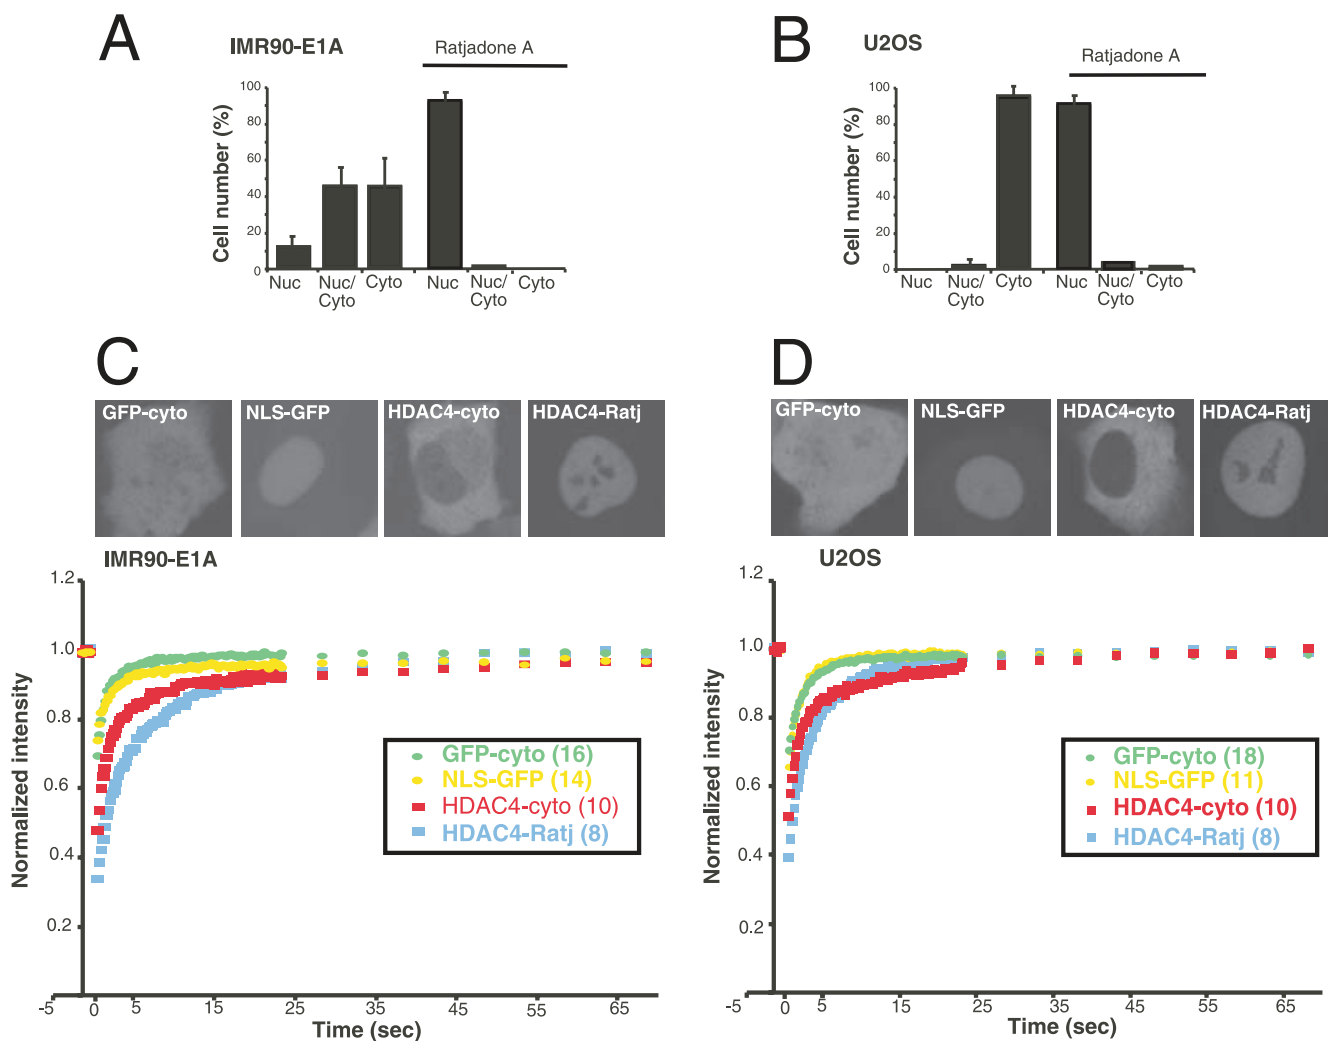 A
IMR90-E1A
Ratjadone A
Cell number (%)
100
80
60
40
20
0
Nuc
Nuc/
Cyto
Cyto
Nuc
Nuc/
Cyto
Cyto
B
U2OS
Ratjadone A
Cell number (%)
100
80
60
40
20
0
Nuc
Nuc/
Cyto
Cyto
Nuc
Nuc/
Cyto
Cyto
C
GFP-cyto
NLS-GFP
HDAC4-cyto
HDAC4-Ratj
IMR90-E1A
Normalized intensity
1.2
1.0
0.8
0.6
0.4
0.2
GFP-cyto (16)
NLS-GFP (14)
HDAC4-cyto (10)
HDAC4-Ratj (8)
-5 0 5 15 25 35 45 55 65
Time (sec)
D
GFP-cyto
NLS-GFP
HDAC4-cyto
HDAC4-Ratj
U2OS
Normalized intensity
1.2
1.0
0.8
0.6
0.4
0.2
GFP-cyto (18)
NLS-GFP (11)
HDAC4-cyto (10)
HDAC4-Ratj (8)
-5 0 5 15 25 35 45 55 65
Time (sec)